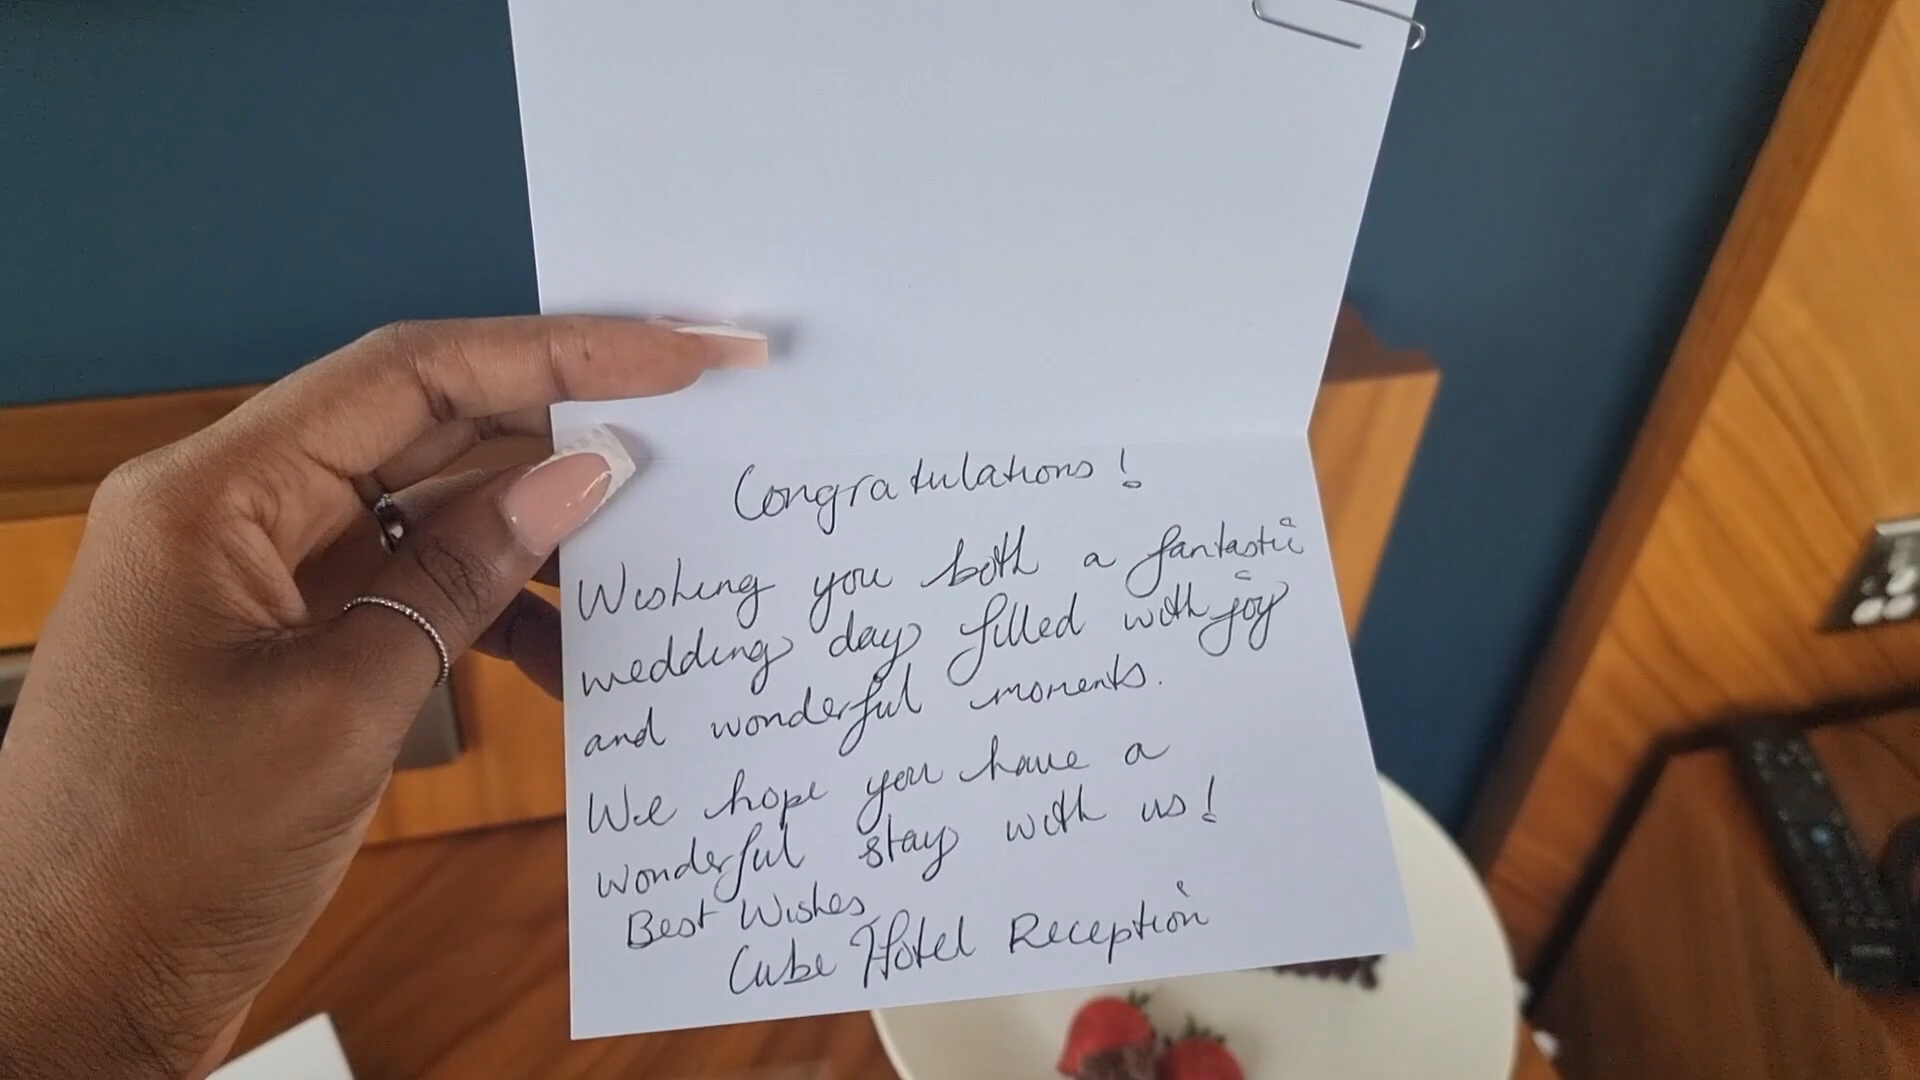 Congratulations!
Wishing you both a fantastic
wedding day filled with joy
and wonderful moments.
We hope you have a
wonderful stay with us!
Best Wishes
Cube Hotel Reception